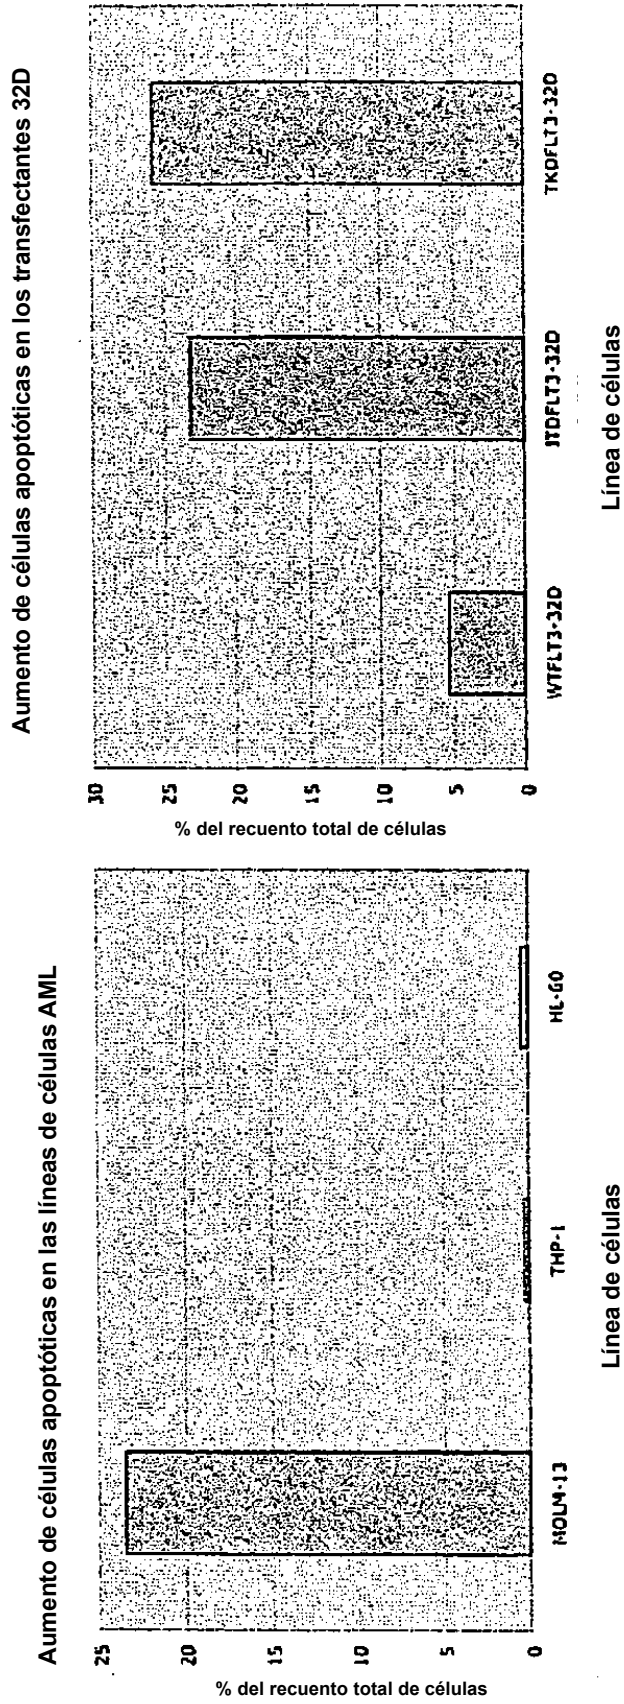 Aumento de células apoptóticas en las líneas de células AML
% del recuento total de células
25
20
15
10
5
0
MOLM-13
THP-1
HL-60
Línea de células
Aumento de células apoptóticas en los transfectantes 32D
% del recuento total de células
30
25
20
15
10
5
0
WTFLT3-32D
ITDFLT3-32D
TKDFLT3-32D
Línea de células